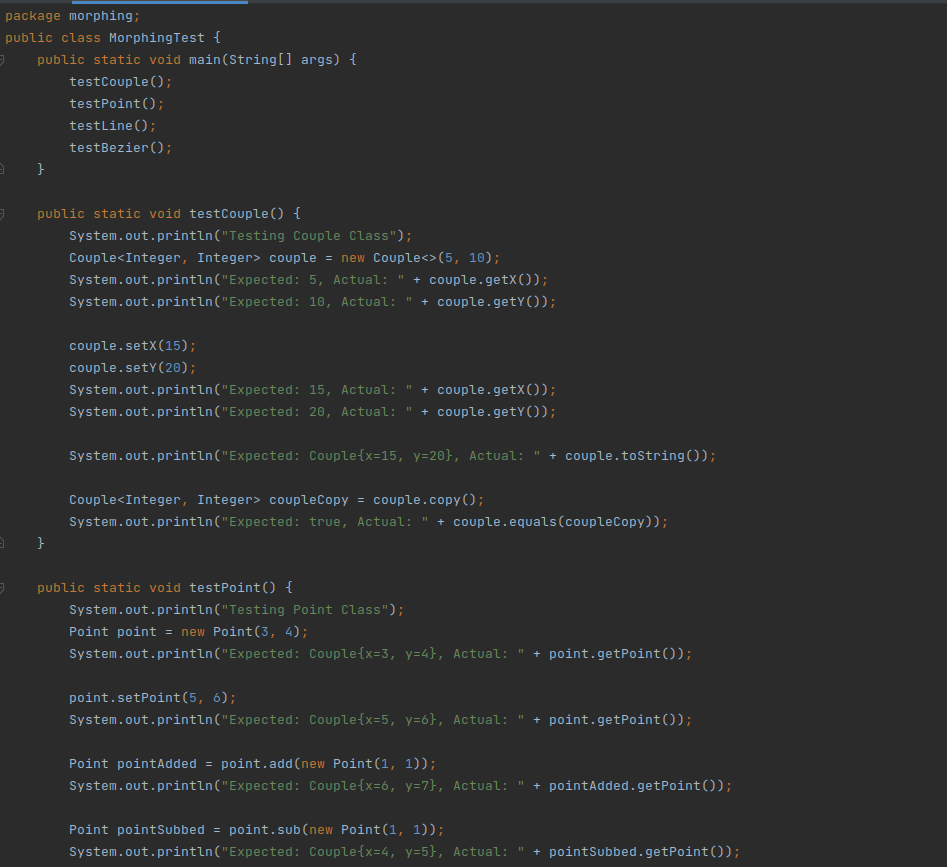 package morphing;
public class MorphingTest {
    public static void main(String[] args) {
        testCouple();
        testPoint();
        testLine();
        testBezier();
    }

    public static void testCouple() {
        System.out.println("Testing Couple Class");
        Couple<Integer, Integer> couple = new Couple<>(5, 10);
        System.out.println("Expected: 5, Actual: " + couple.getX());
        System.out.println("Expected: 10, Actual: " + couple.getY());

        couple.setX(15);
        couple.setY(20);
        System.out.println("Expected: 15, Actual: " + couple.getX());
        System.out.println("Expected: 20, Actual: " + couple.getY());

        System.out.println("Expected: Couple{x=15, y=20}, Actual: " + couple.toString());

        Couple<Integer, Integer> coupleCopy = couple.copy();
        System.out.println("Expected: true, Actual: " + couple.equals(coupleCopy));
    }

    public static void testPoint() {
        System.out.println("Testing Point Class");
        Point point = new Point(3, 4);
        System.out.println("Expected: Couple{x=3, y=4}, Actual: " + point.getPoint());

        point.setPoint(5, 6);
        System.out.println("Expected: Couple{x=5, y=6}, Actual: " + point.getPoint());

        Point pointAdded = point.add(new Point(1, 1));
        System.out.println("Expected: Couple{x=6, y=7}, Actual: " + pointAdded.getPoint());

        Point pointSubbed = point.sub(new Point(1, 1));
        System.out.println("Expected: Couple{x=4, y=5}, Actual: " + pointSubbed.getPoint());